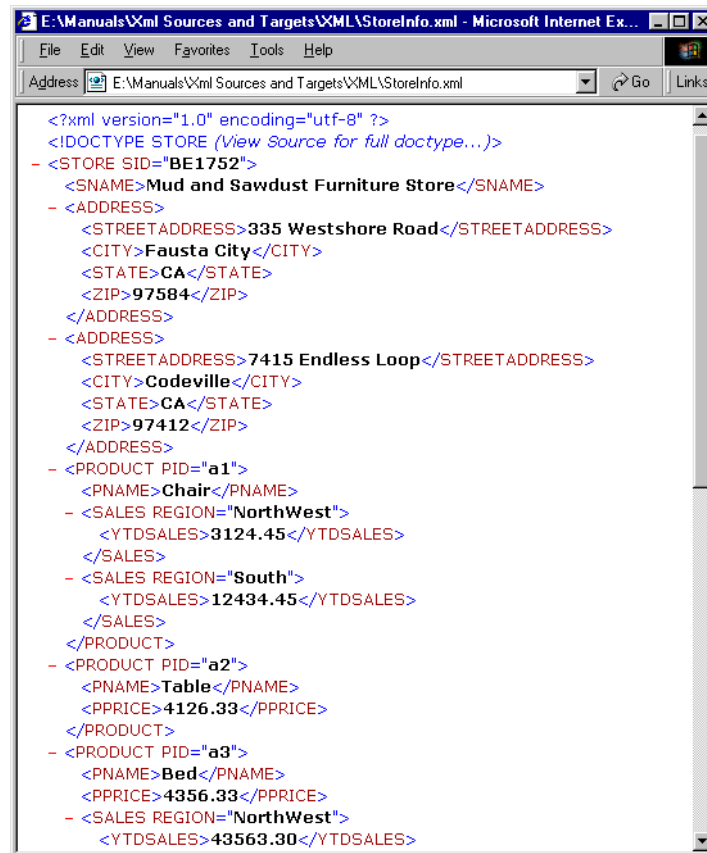 E:\Manuals\Xml Sources and Targets\XML\StoreInfo.xml - Microsoft Internet Ex...
File Edit View Favorites Tools Help
Address E:\Manuals\Xml Sources and Targets\XML\StoreInfo.xml Go Links
<?xml version="1.0" encoding="utf-8" ?>
<!DOCTYPE STORE (View Source for full doctype...)>
- <STORE SID="BE1752">
<SNAME>Mud and Sawdust Furniture Store</SNAME>
- <ADDRESS>
<STREETADDRESS>335 Westshore Road</STREETADDRESS>
<CITY>Fausta City</CITY>
<STATE>CA</STATE>
<ZIP>97584</ZIP>
</ADDRESS>
- <ADDRESS>
<STREETADDRESS>7415 Endless Loop</STREETADDRESS>
<CITY>Codeville</CITY>
<STATE>CA</STATE>
<ZIP>97412</ZIP>
</ADDRESS>
- <PRODUCT PID="a1">
<PNAME>Chair</PNAME>
- <SALES REGION="NorthWest">
<YTDSALES>3124.45</YTDSALES>
</SALES>
- <SALES REGION="South">
<YTDSALES>12434.45</YTDSALES>
</SALES>
</PRODUCT>
- <PRODUCT PID="a2">
<PNAME>Table</PNAME>
<PPRICE>4126.33</PPRICE>
</PRODUCT>
- <PRODUCT PID="a3">
<PNAME>Bed</PNAME>
<PPRICE>4356.33</PPRICE>
- <SALES REGION="NorthWest">
<YTDSALES>43563.30</YTDSALES>